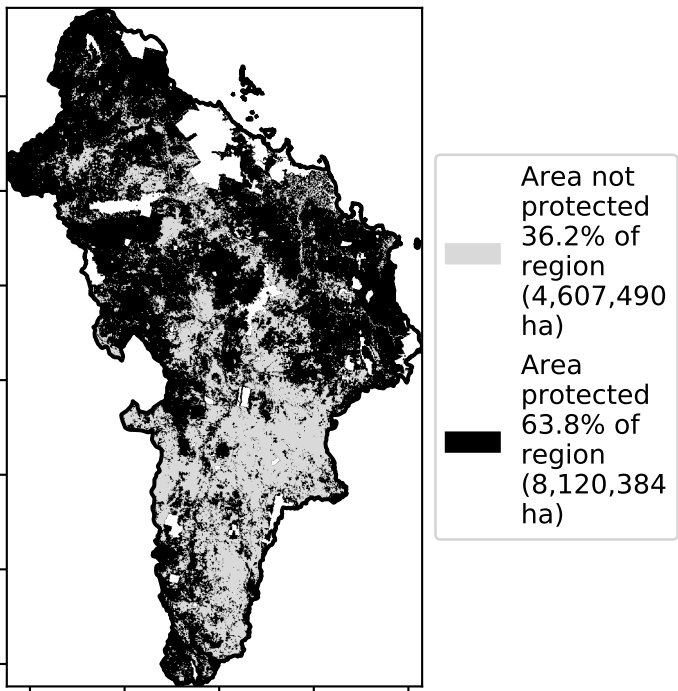 Area not
protected
36.2% of
region
(4,607,490
ha)
Area
protected
63.8% of
region
(8,120,384
ha)